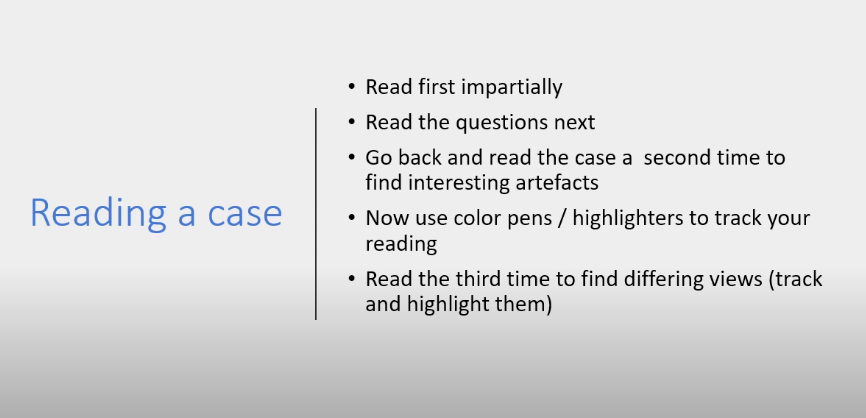 Reading a case
• Read first impartially
• Read the questions next
• Go back and read the case a  second time to
find interesting artefacts
• Now use color pens / highlighters to track your
reading
• Read the third time to find differing views (track
and highlight them)